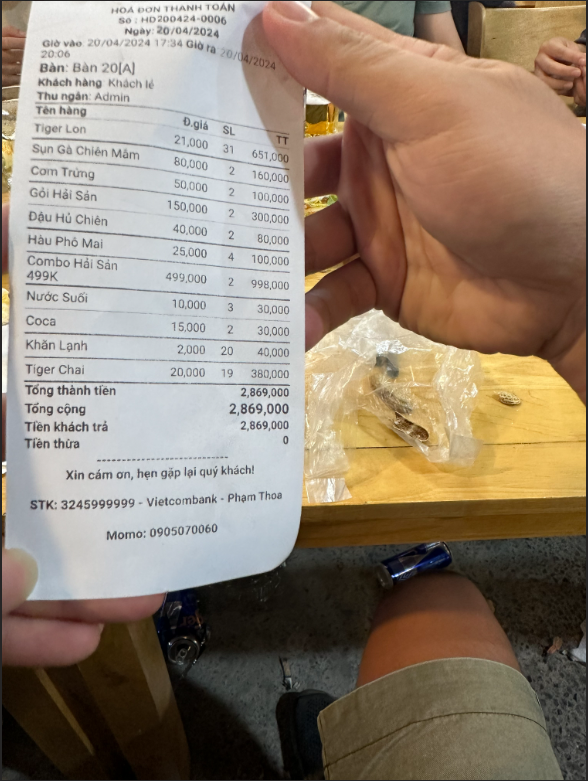 HOÁ ĐƠN THANH TOÁN
Số : HD200424-0006
Ngày: 20/04/2024
Giờ vào 20/04/2024 17:34 Giờ ra 20/04/2024
20:06
Bàn: Bàn 20[A]
Khách hàng Khách lẻ
Thu ngân: Admin
Tên hàng Đ.giá SL TT
Tiger Lon 21,000 31 651,000
Sụn Gà Chiên Mắm 80,000 2 160,000
Cơm Trứng 50,000 2 100,000
Gỏi Hải Sản 150,000 2 300,000
Đậu Hủ Chiên 40,000 2 80,000
Hàu Phô Mai 25,000 4 100,000
Combo Hải Sản
499K 499,000 2 998,000
Nước Suối 10,000 3 30,000
Coca 15,000 2 30,000
Khăn Lạnh 2,000 20 40,000
Tiger Chai 20,000 19 380,000
Tổng thành tiền 2,869,000
Tổng cộng 2,869,000
Tiền khách trả 2,869,000
Tiền thừa 0
Xin cám ơn, hẹn gặp lại quý khách!
STK: 3245999999 - Vietcombank - Phạm Thoa
Momo: 0905070060